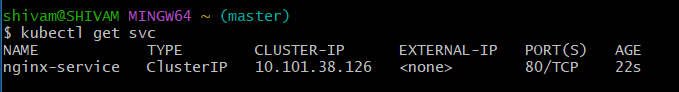 shivam@SHIVAM MINGW64 ~ (master)
$ kubectl get svc
NAME            TYPE        CLUSTER-IP      EXTERNAL-IP   PORT(S)   AGE
nginx-service   ClusterIP   10.101.38.126   <none>        80/TCP    22s